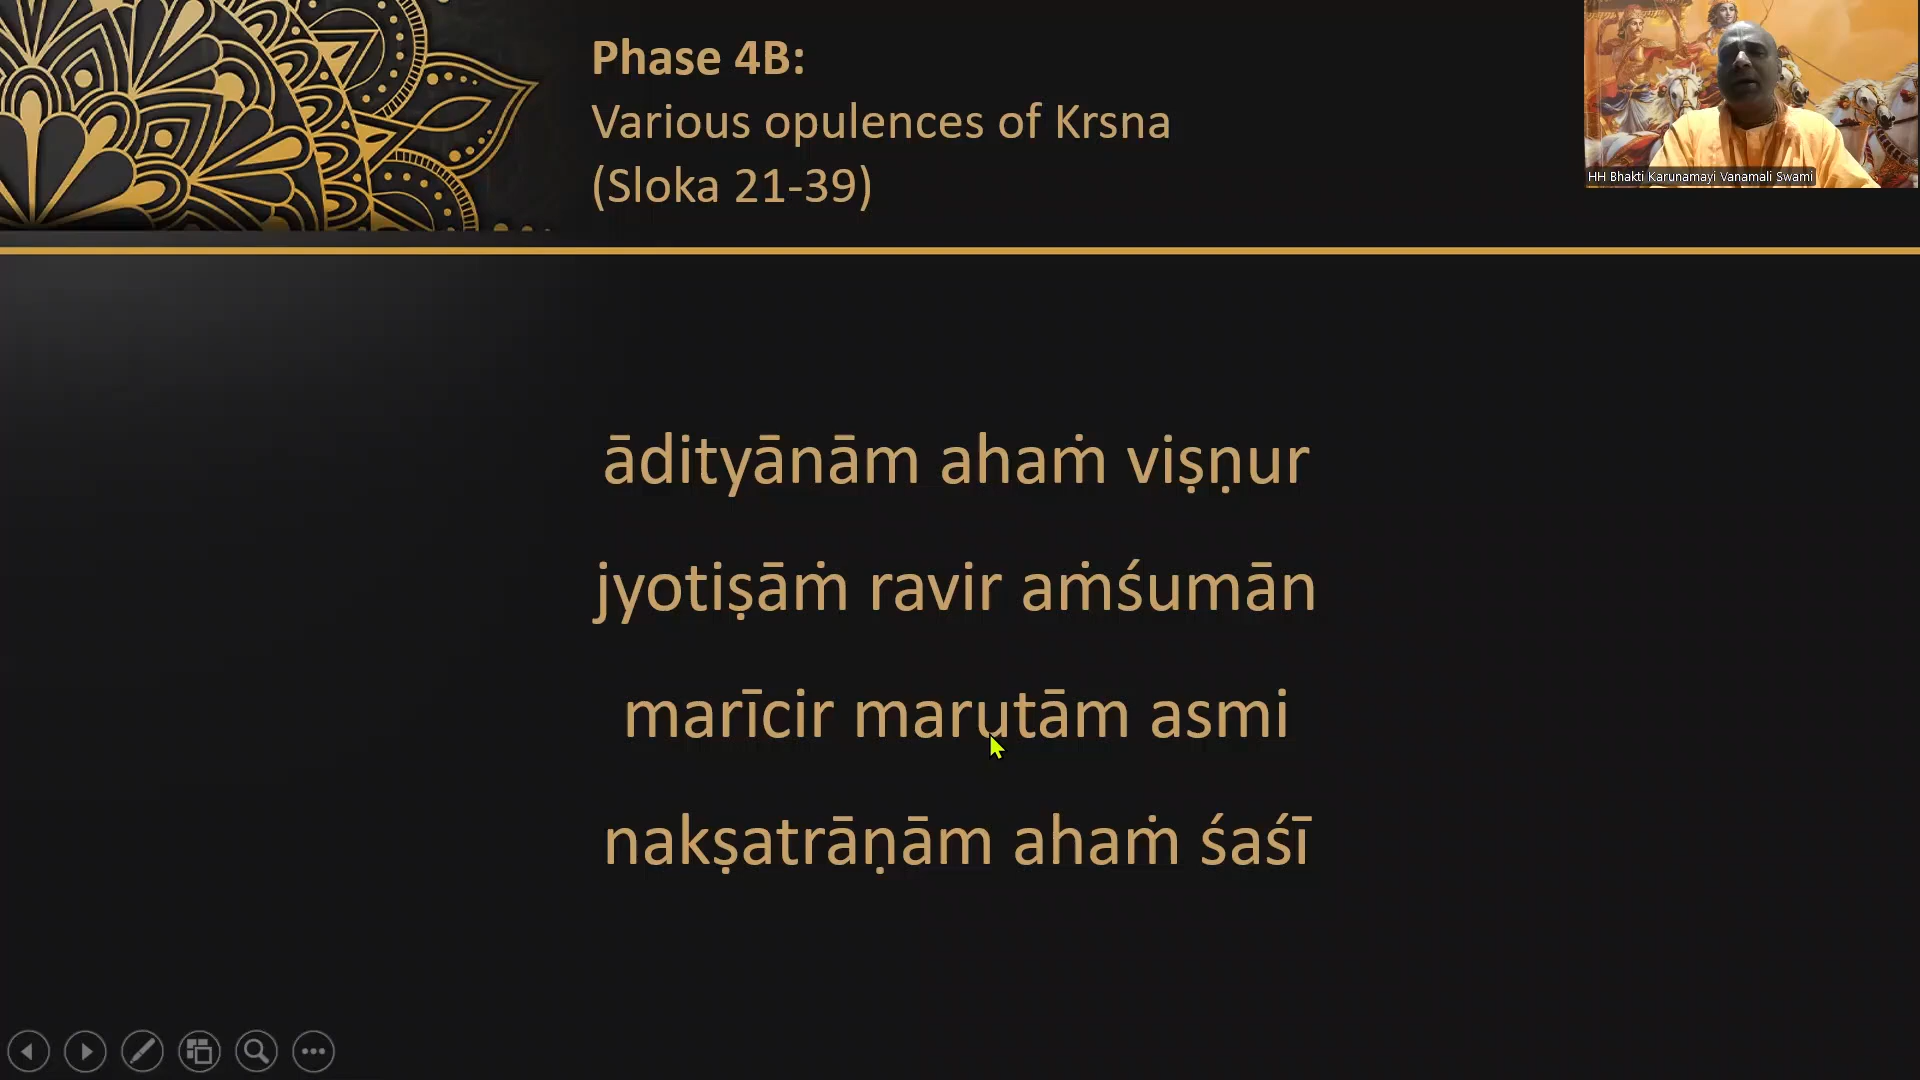 Phase 4B:
Various opulences of Krsna
(Sloka 21-39)
HH Bhakti Karunamayi Vanamali Swami
ādityānām ahaṁ viṣṇur
jyotiṣāṁ ravir aṁśumān
marīcir marutām asmi
nakṣatrāṇām ahaṁ śaśī